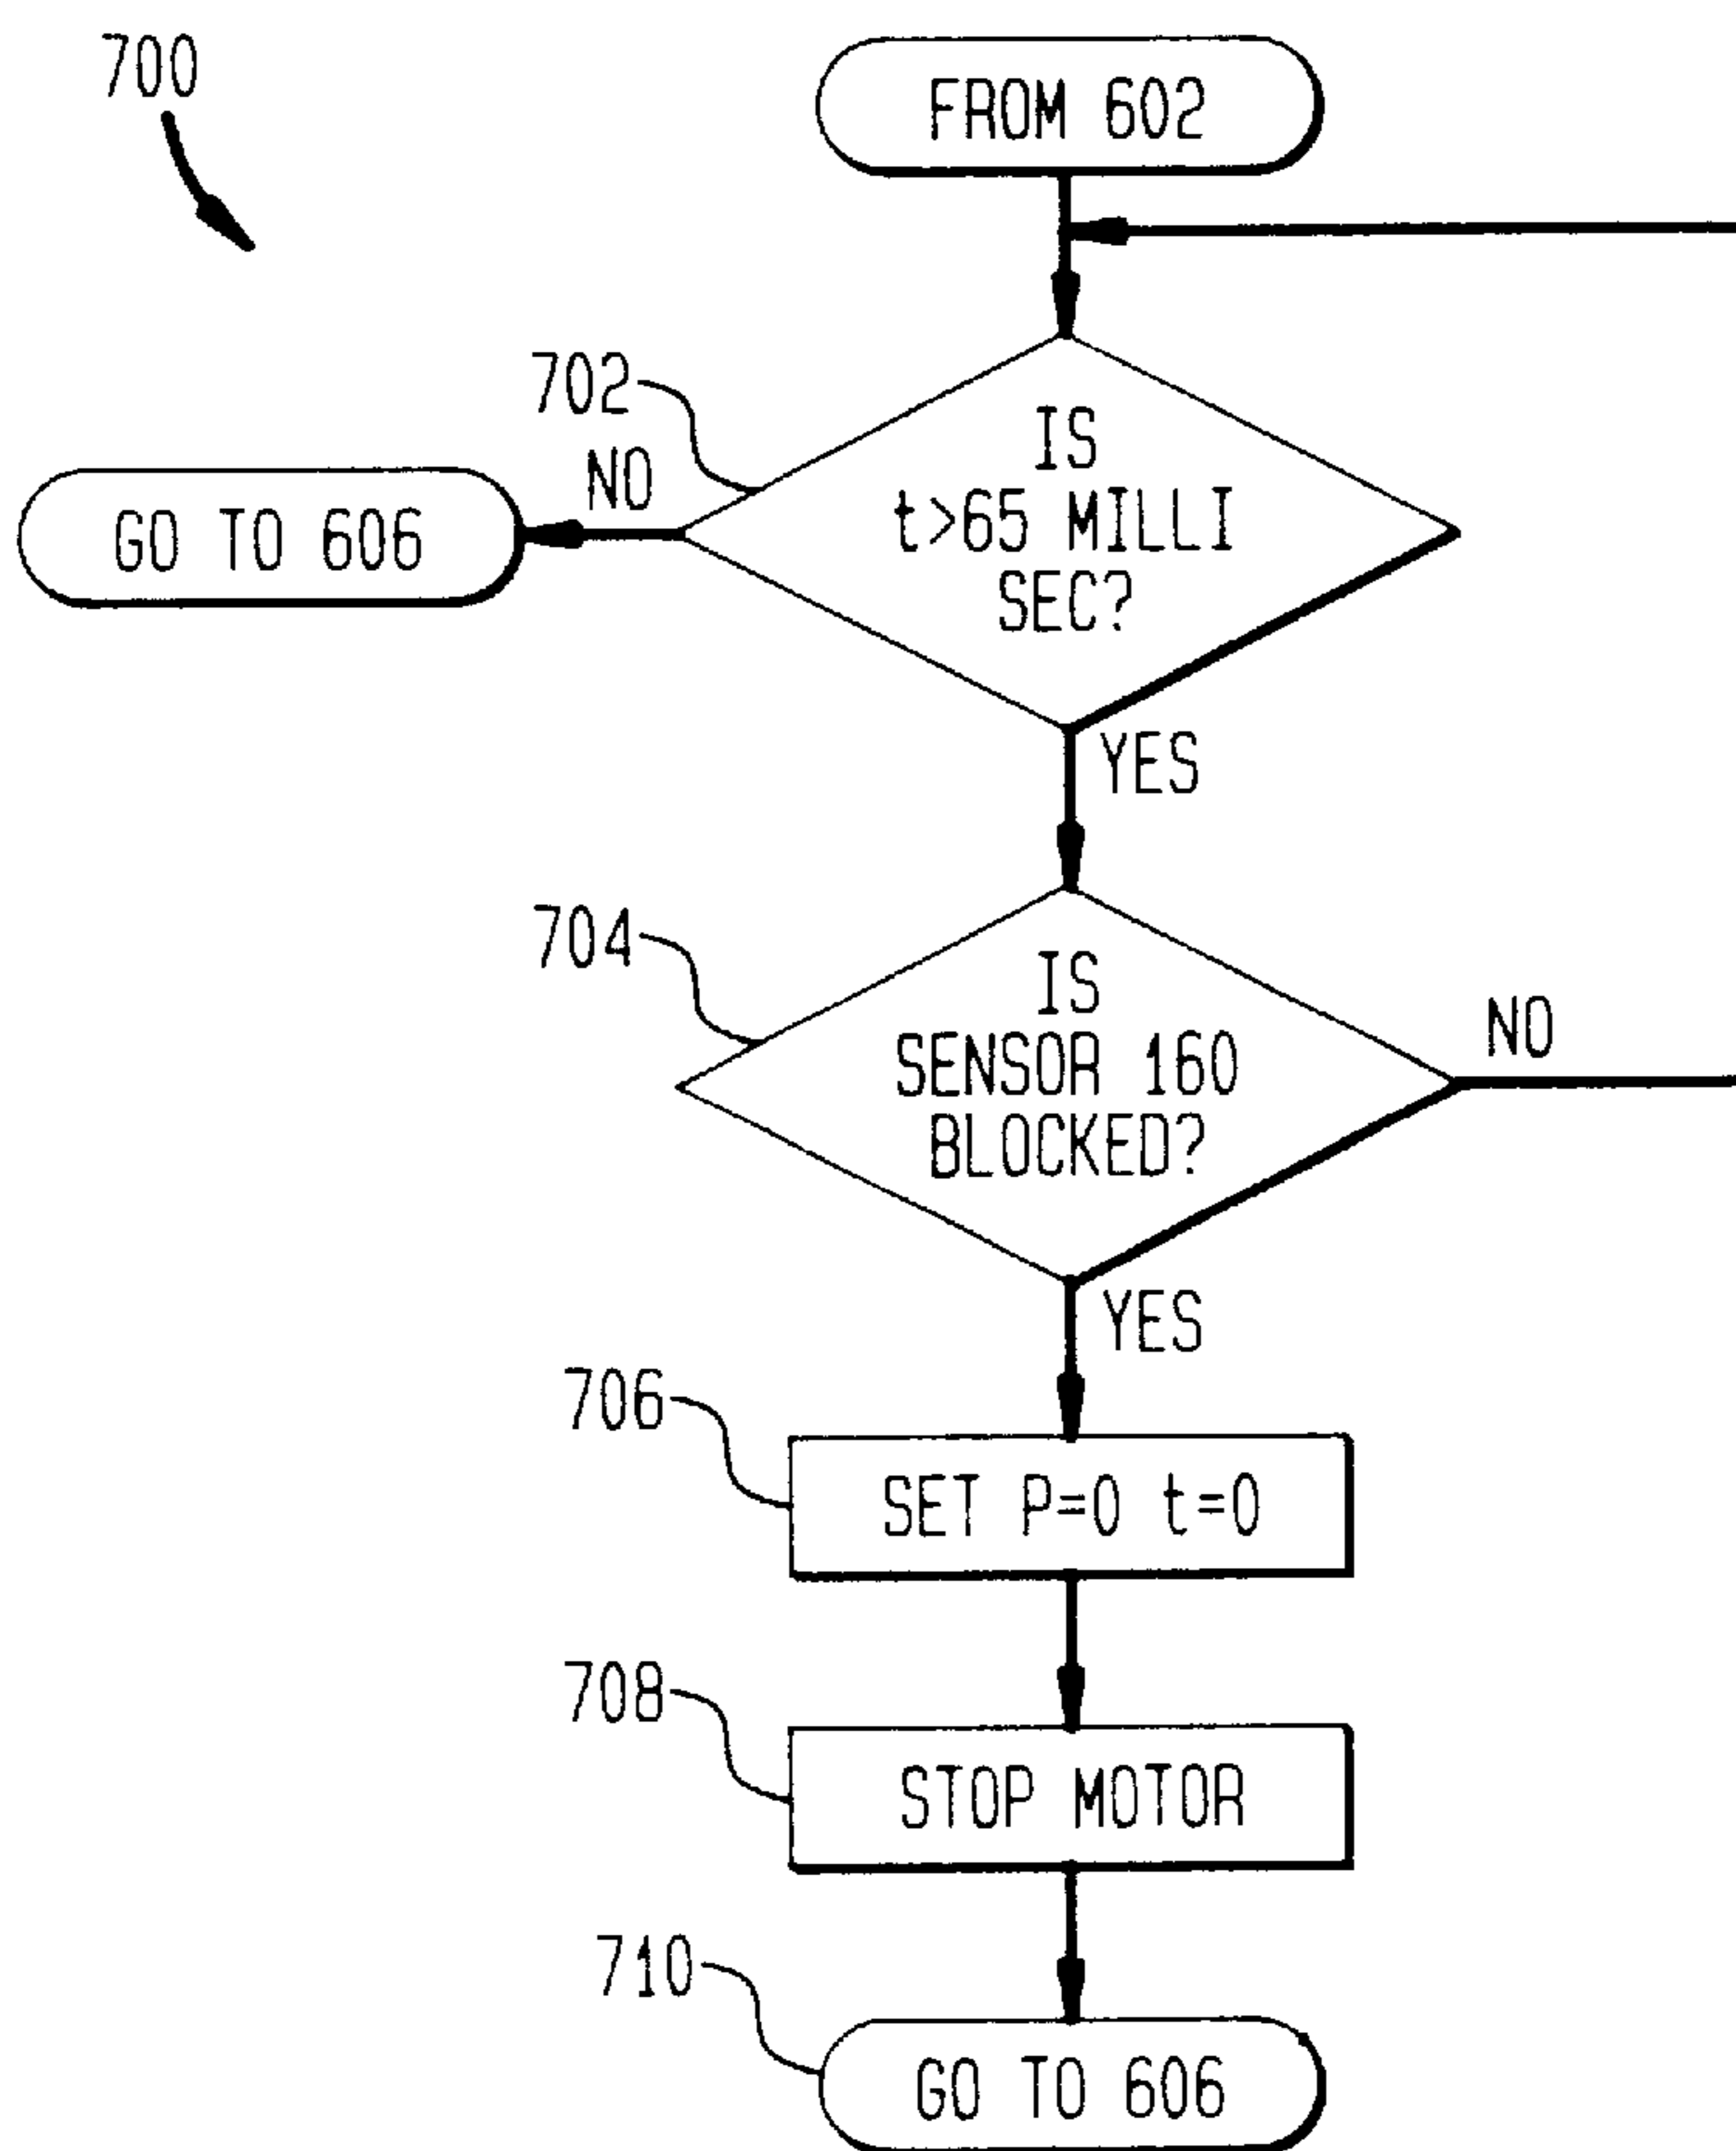 700
FROM 602
702
NO
IS
t>65 MILLI
SEC?
GO TO 606
YES
704
IS
SENSOR 160
BLOCKED?
NO
YES
706
SET P=0 t=0
708
STOP MOTOR
710
GO TO 606